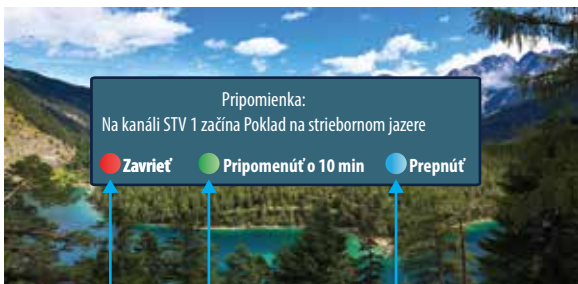 Pripomienka:
Na kanáli STV 1 začína Poklad na striebornom jazere
Zavrieť Pripomenúť o 10 min Prepnúť